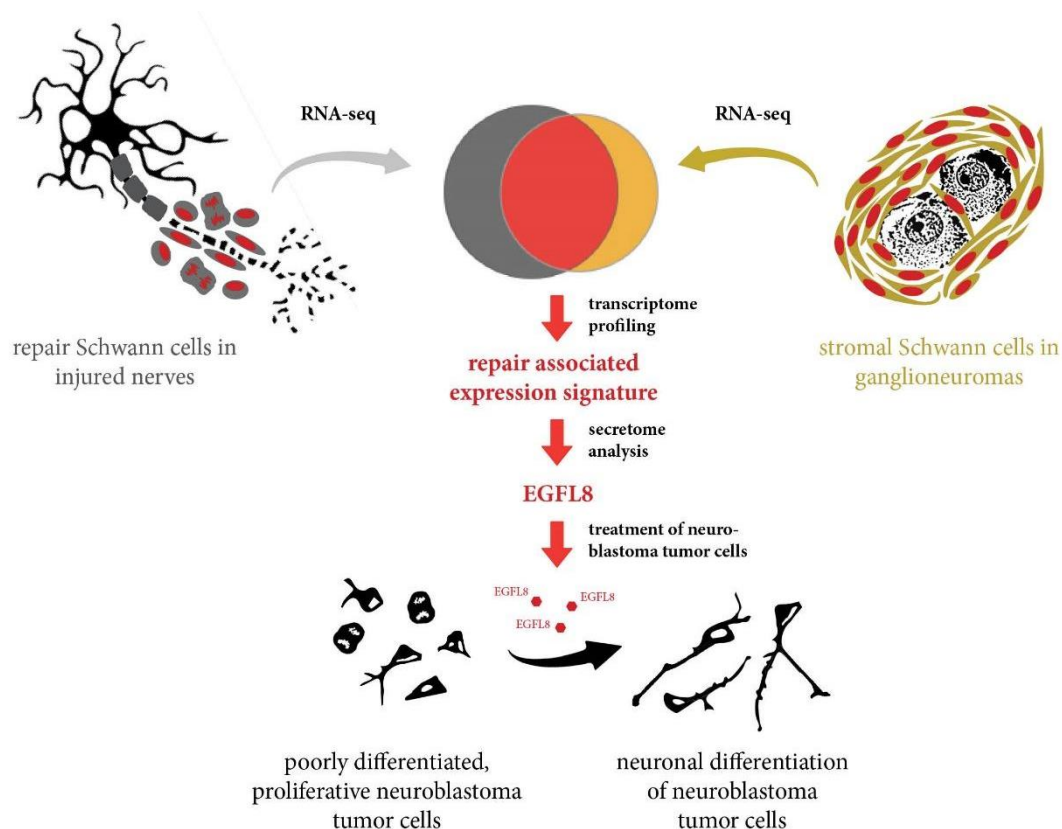 RNA-seq
RNA-seq
repair Schwann cells in
injured nerves
transcriptome
profiling
stromal Schwann cells in
ganglioneuromas
repair associated
expression signature
secretome
analysis
EGFL8
treatment of neuro-
blastoma tumor cells
EGFL8
EGFL8
EGFL8
poorly differentiated,
proliferative neuroblastoma
tumor cells
neuronal differentiation
of neuroblastoma
tumor cells